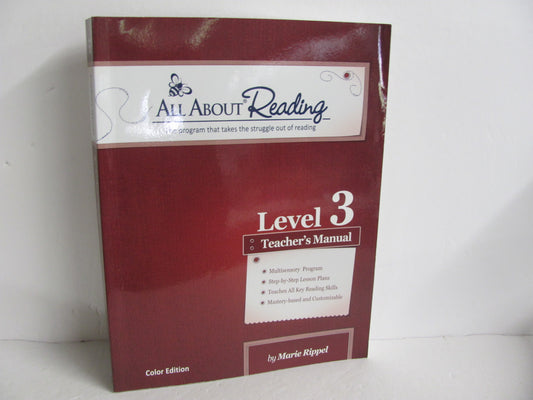 All About® Reading
program that takes the struggle out of reading
Level 3
Teacher's Manual
Multisensory Program
Step-by-Step Lesson Plans
Teaches All Key Reading Skills
Mastery-based and Customizable
by Marie Rippel
Color Edition